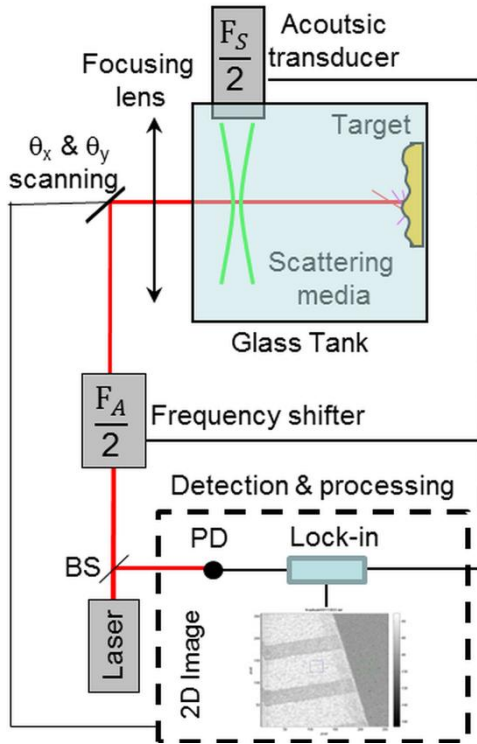 F_S
2
Acoutsic
transducer
Focusing
lens
θx & θy
scanning
Target
Scattering
media
Glass Tank
F_A
2
Frequency shifter
Detection & processing
PD
Lock-in
BS
Laser
2D Image